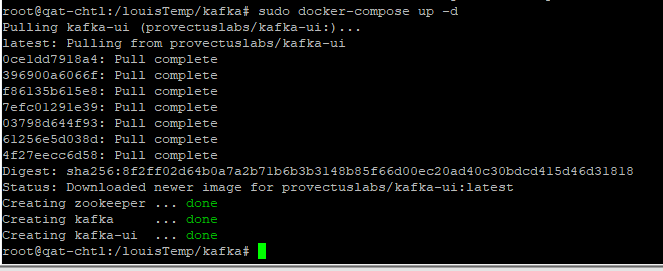 root@qat-chtl:/louisTemp/kafka# sudo docker-compose up -d
Pulling kafka-ui (provectuslabs/kafka-ui:)...
latest: Pulling from provectuslabs/kafka-ui
0ce1dd7918a4: Pull complete
396900a6066f: Pull complete
f86135b615e8: Pull complete
7efc01291e39: Pull complete
03798d644f93: Pull complete
61256e5d038d: Pull complete
4f27eecc6d58: Pull complete
Digest: sha256:8f2ff02d64b0a7a2b71b6b3b3148b85f66d00ec20ad40c30bdcd415d46d31818
Status: Downloaded newer image for provectuslabs/kafka-ui:latest
Creating zookeeper ... done
Creating kafka     ... done
Creating kafka-ui  ... done
root@qat-chtl:/louisTemp/kafka#